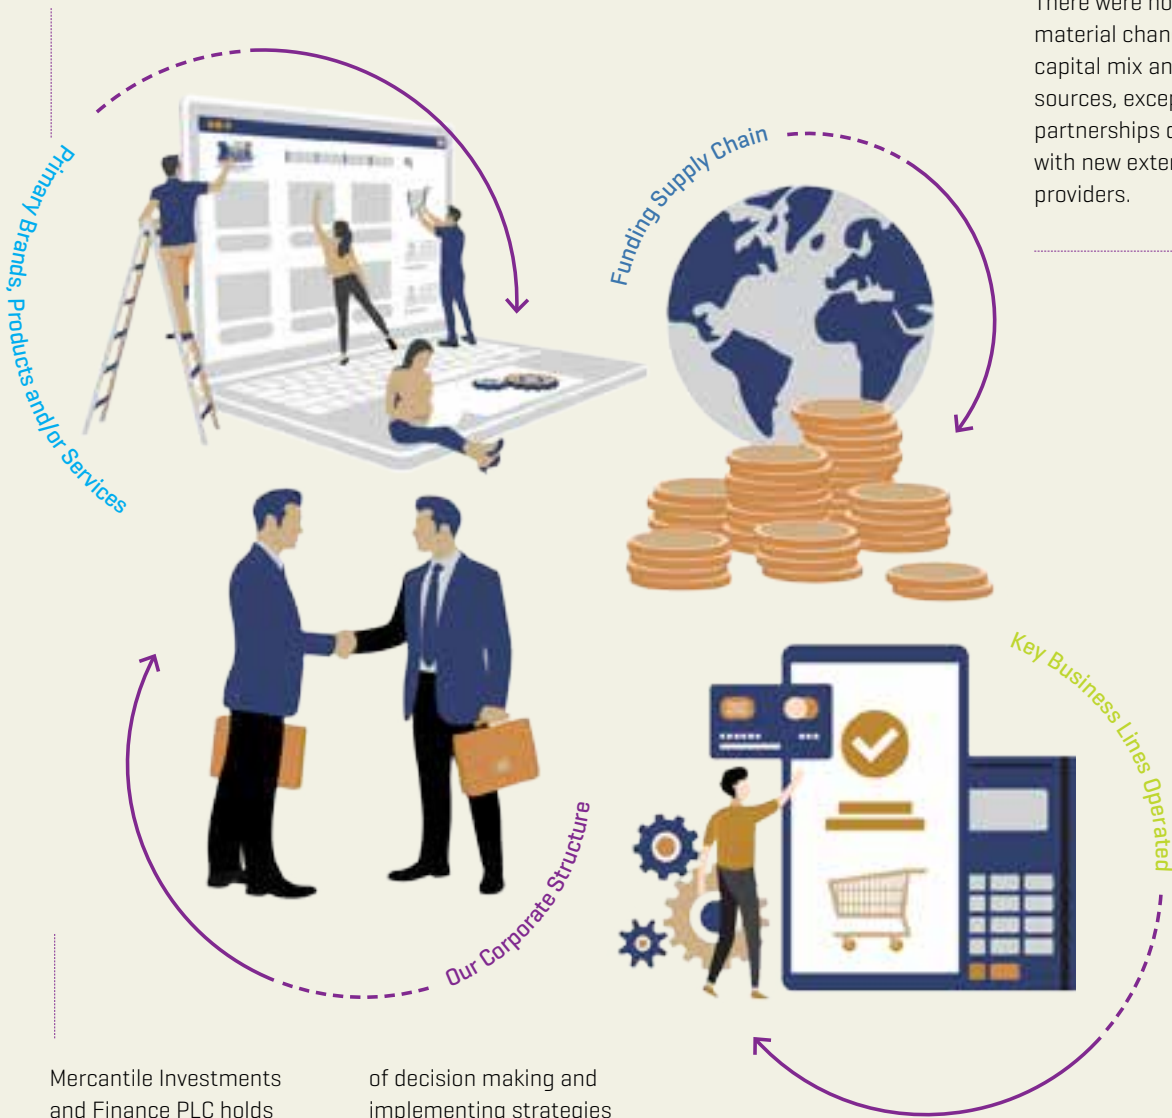 There were no
material chan
capital mix an
sources, excep
partnerships
with new exter
providers.
Primary Brands, Products and/or Services
Funding Supply Chain
Our Corporate Structure
Key Business Lines Operated
Mercantile Investments
and Finance PLC holds
of decision making and
implementing strategies